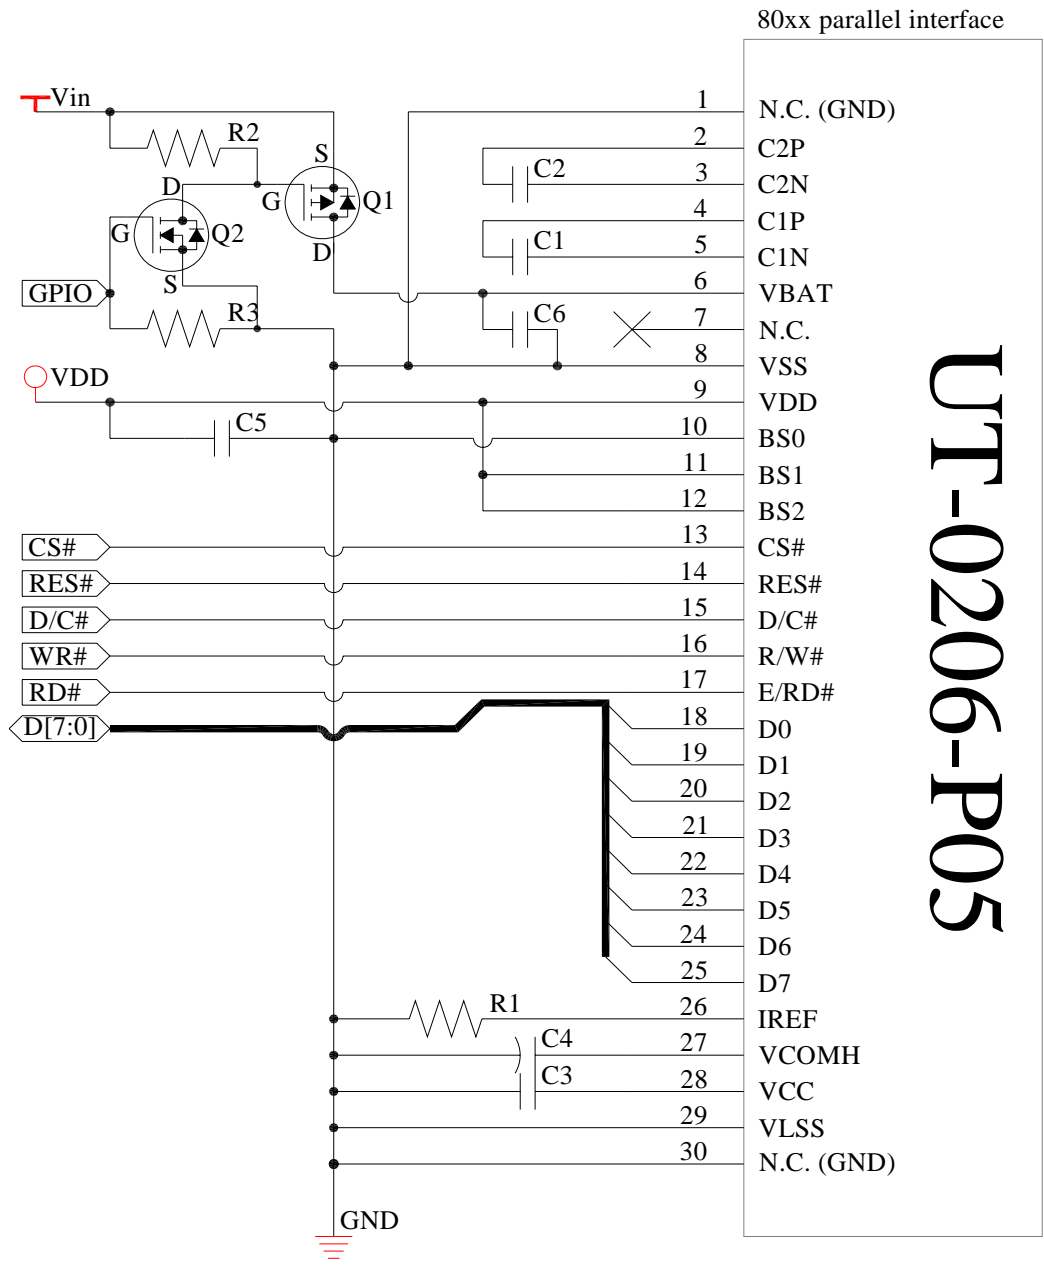 80xx parallel interface
Vin
R2
S
D
G
Q1
G
Q2
D
S
GPIO
R3
VDD
C5
C2
C1
C6
CS#
RES#
D/C#
WR#
RD#
D[7:0]
R1
C4
C3
GND
1 N.C. (GND)
2 C2P
3 C2N
4 C1P
5 C1N
6 VBAT
7 N.C.
8 VSS
9 VDD
10 BS0
11 BS1
12 BS2
13 CS#
14 RES#
15 D/C#
16 R/W#
17 E/RD#
18 D0
19 D1
20 D2
21 D3
22 D4
23 D5
24 D6
25 D7
26 IREF
27 VCOMH
28 VCC
29 VLSS
30 N.C. (GND)
UT-0206-P05